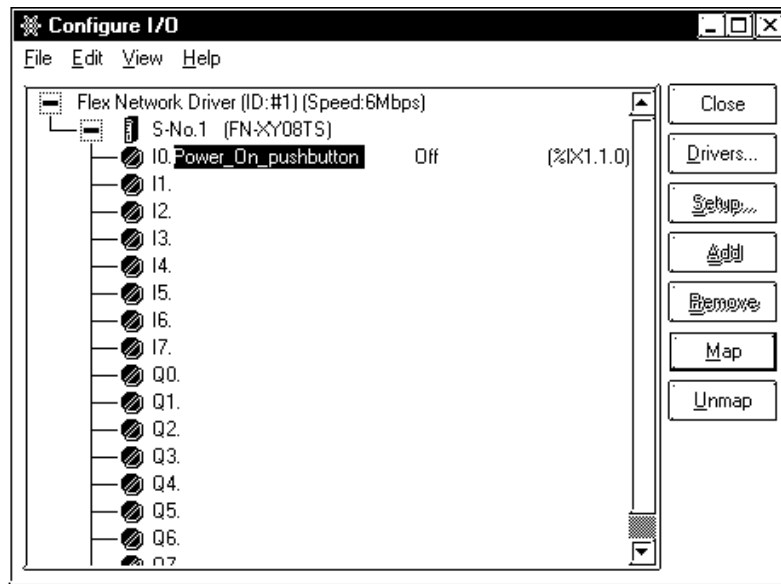 Configure I/O
File Edit View Help
Flex Network Driver (ID:#1) (Speed:6Mbps)
S-No.1 (FN-XY08TS)
I0.Power_On_pushbutton Off (%IX1.1.0)
I1.
I2.
I3.
I4.
I5.
I6.
I7.
Q0.
Q1.
Q2.
Q3.
Q4.
Q5.
Q6.
Q7
Close
Drivers...
Setup...
Add
Remove
Map
Unmap